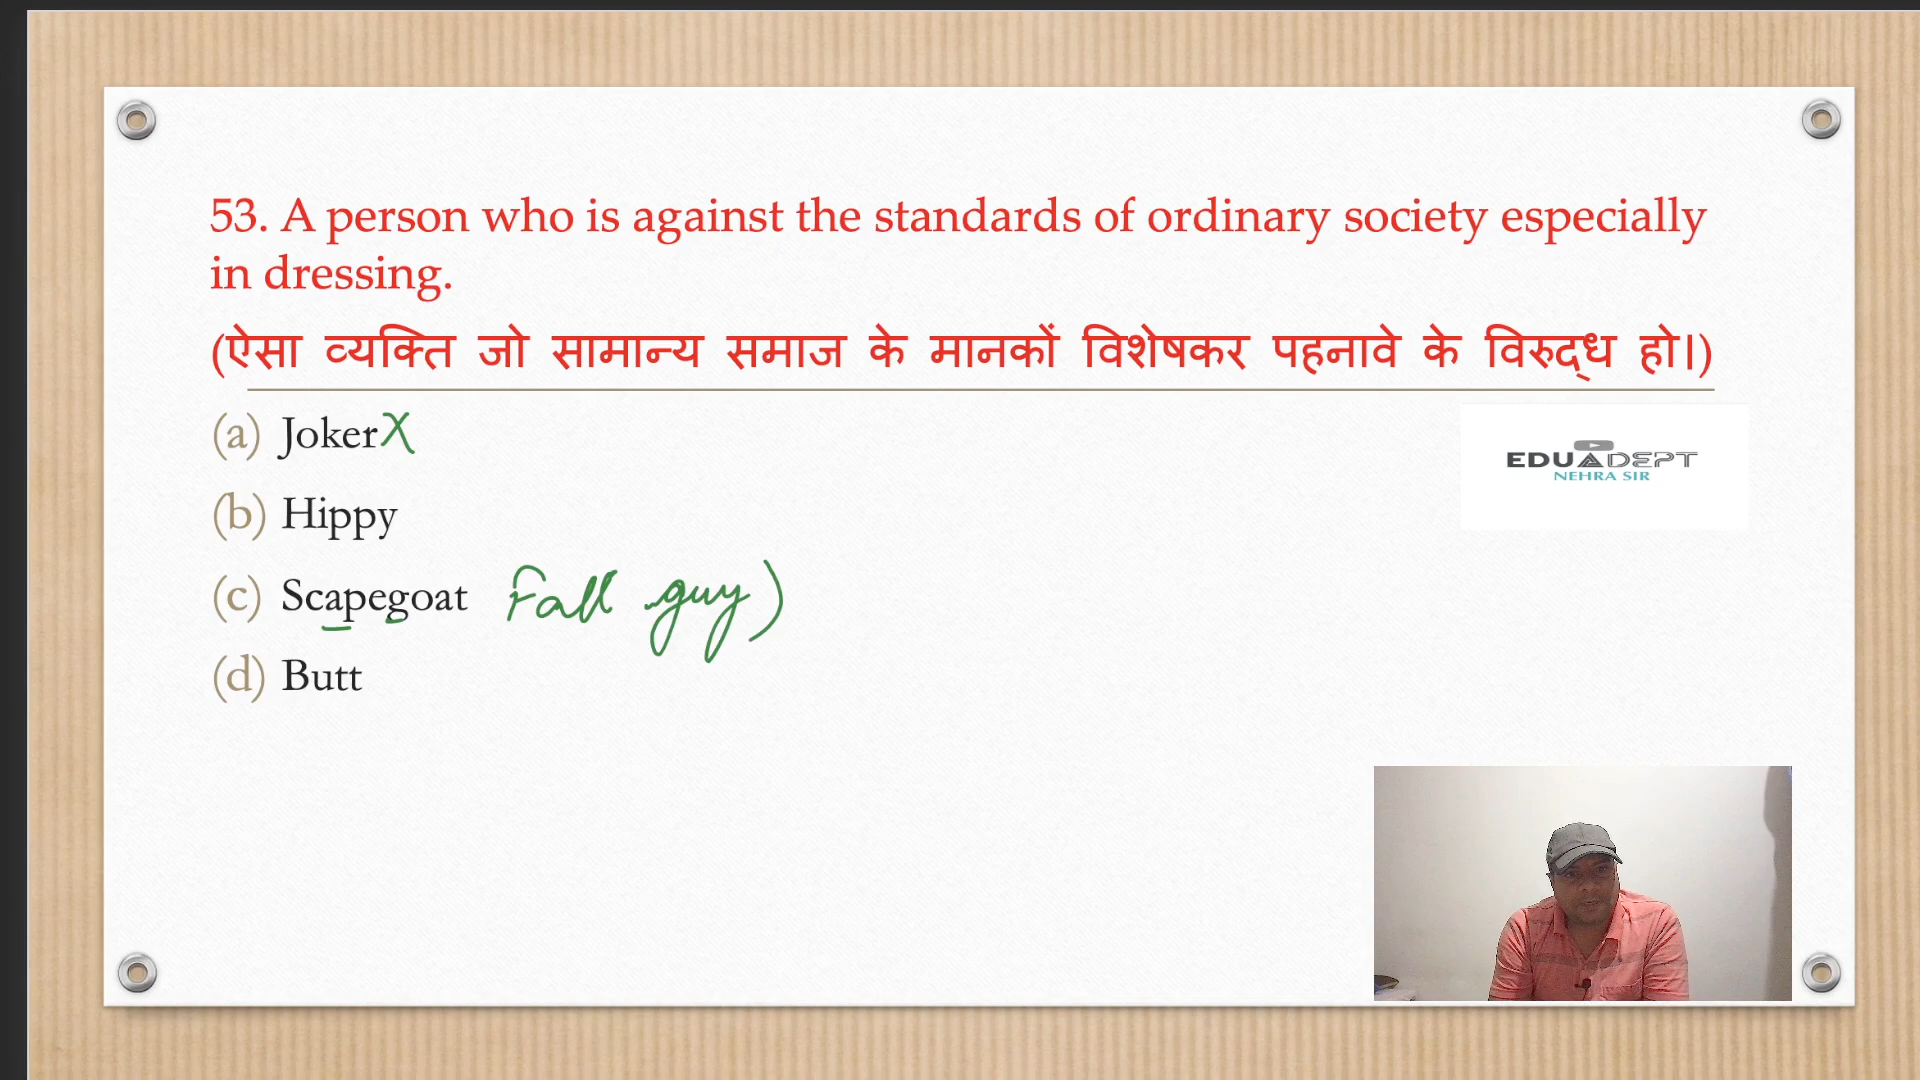 53. A person who is against the standards of ordinary society especially
in dressing.
(ऐसा व्यक्ति जो सामान्य समाज के मानकों विशेषकर पहनावे के विरुद्ध हो।)
(a) Joker X
(b) Hippy
(c) Scapegoat Fall guy)
(d) Butt
EDUADEPT
NEHRA SIR